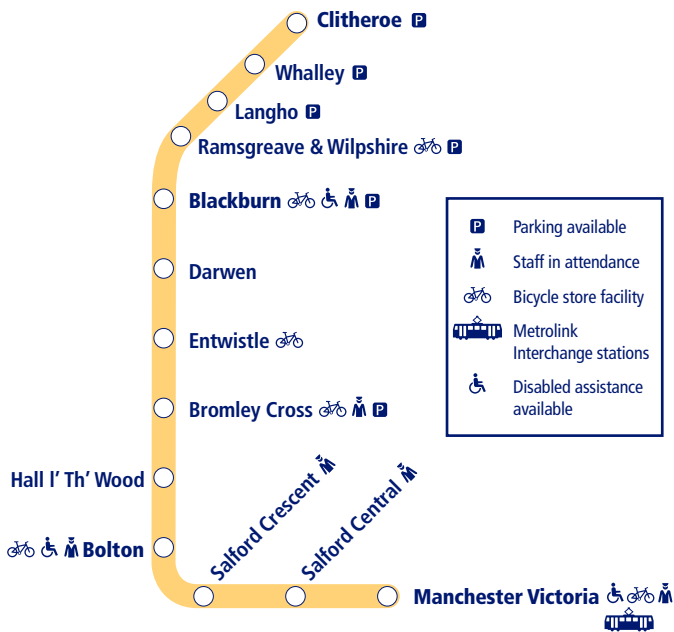 Clitheroe P
Whalley P
Langho P
Ramsgreave & Wilpshire P
Blackburn P
Darwen
Entwistle
Bromley Cross P
Hall l' Th' Wood
Bolton
Salford Crescent
Salford Central
Manchester Victoria
P Parking available
Staff in attendance
Bicycle store facility
Metrolink
Interchange stations
Disabled assistance
available